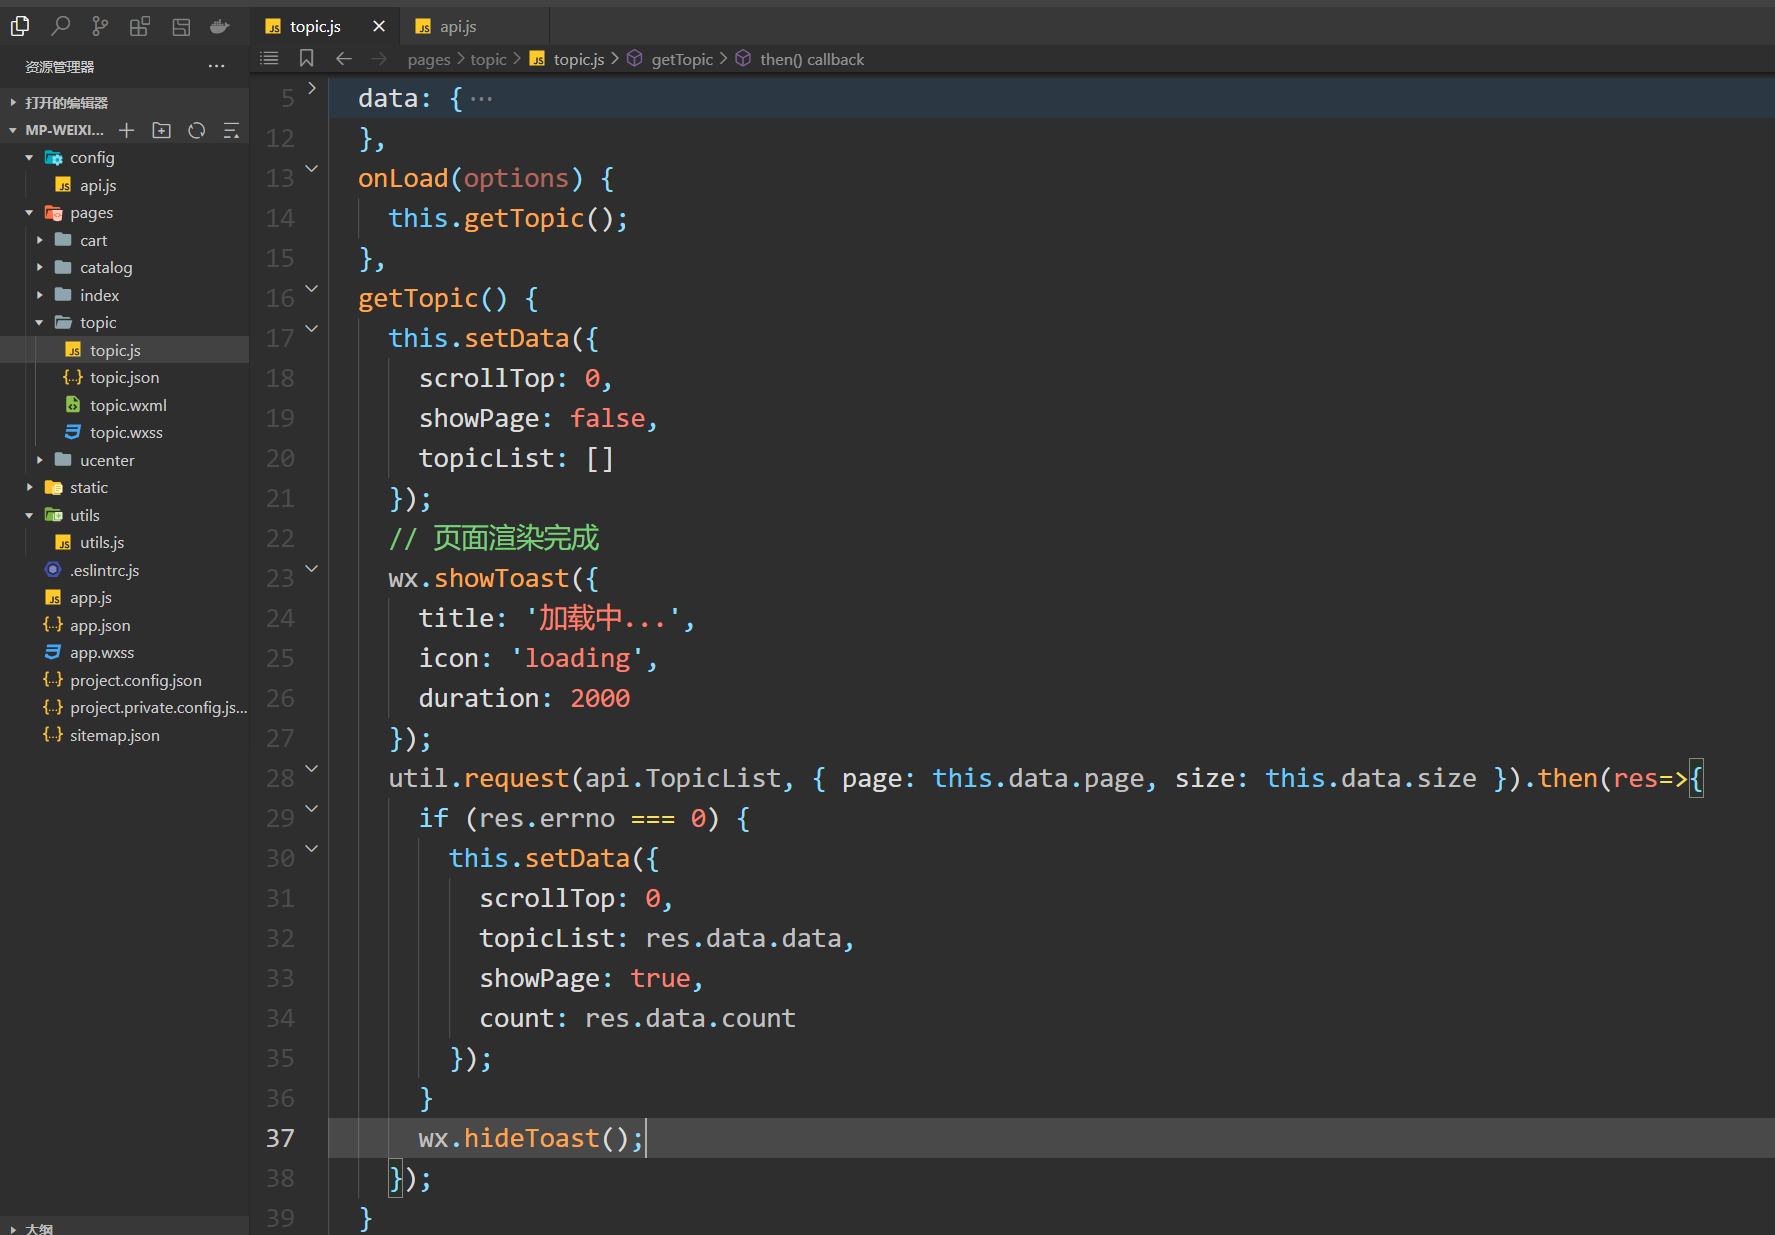 topic.js
api.js
资源管理器
pages topic topic.js getTopic then() callback
打开的编辑器
MP-WEIXI...
config
api.js
pages
cart
catalog
index
topic
topic.js
topic.json
topic.wxml
topic.wxss
ucenter
static
utils
utils.js
.eslintrc.js
app.js
app.json
app.wxss
project.config.json
project.private.config.js...
sitemap.json
大纲
5 data: {···
12 },
13 onLoad(options) {
14 this.getTopic();
15 },
16 getTopic() {
17 this.setData({
18 scrollTop: 0,
19 showPage: false,
20 topicList: []
21 });
22 // 页面渲染完成
23 wx.showToast({
24 title: '加载中...',
25 icon: 'loading',
26 duration: 2000
27 });
28 util.request(api.TopicList, { page: this.data.page, size: this.data.size }).then(res=>{
29 if (res.errno === 0) {
30 this.setData({
31 scrollTop: 0,
32 topicList: res.data.data,
33 showPage: true,
34 count: res.data.count
35 });
36 }
37 wx.hideToast();
38 });
39 }